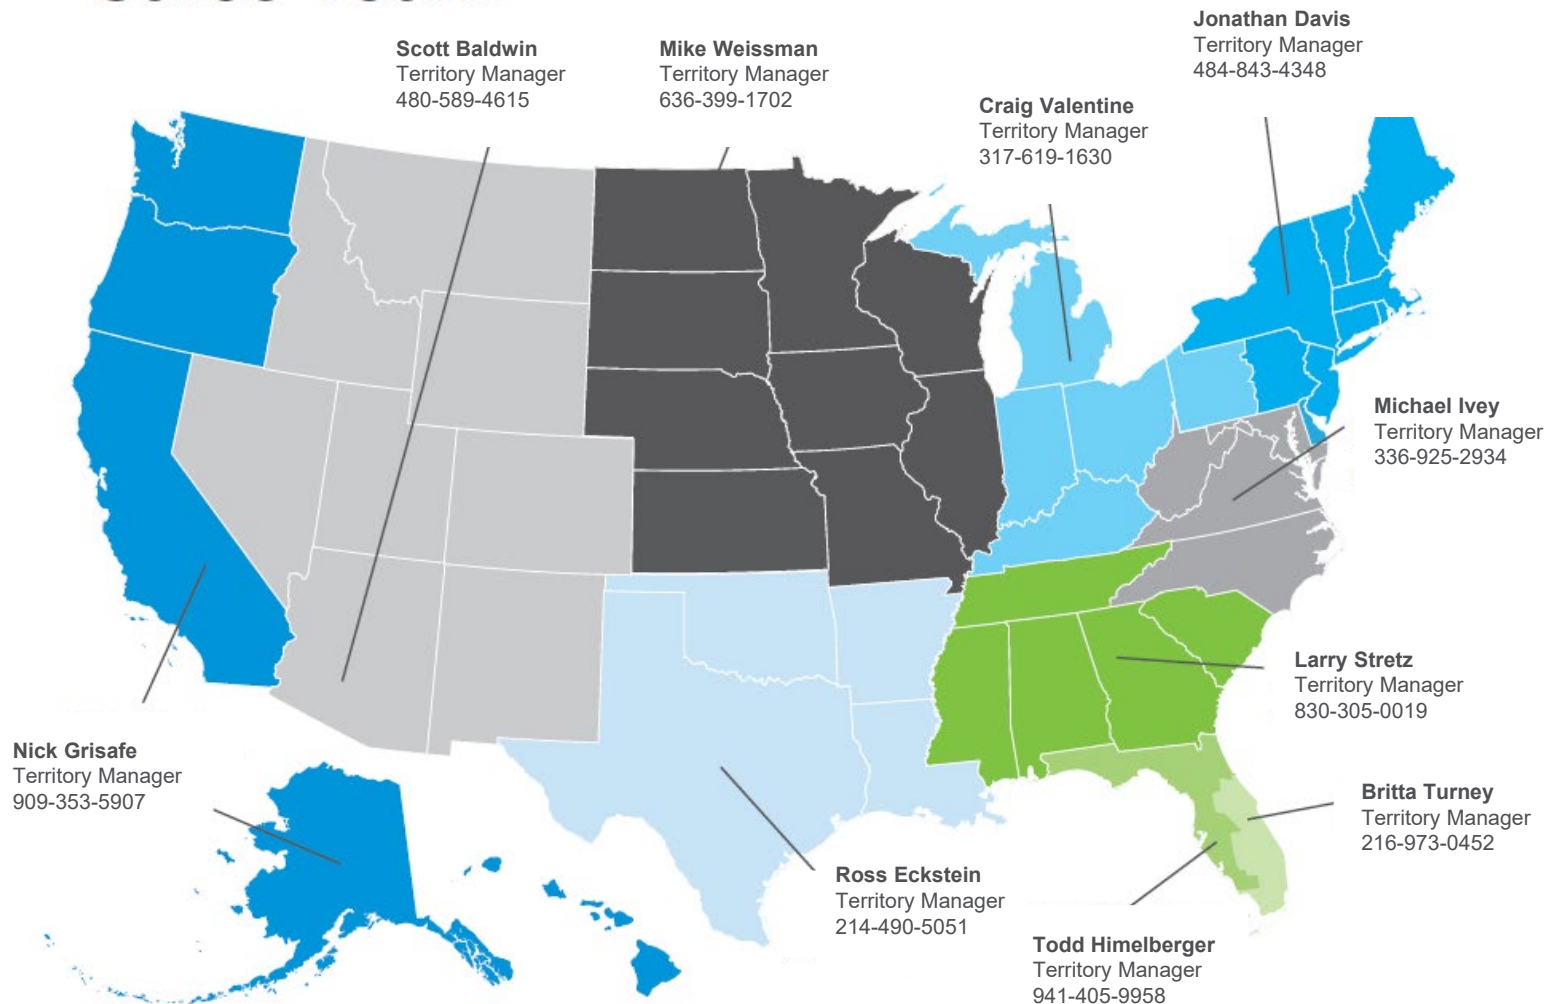 Jonathan Davis
Territory Manager
484-843-4348
Scott Baldwin
Territory Manager
480-589-4615
Mike Weissman
Territory Manager
636-399-1702
Craig Valentine
Territory Manager
317-619-1630
Michael Ivey
Territory Manager
336-925-2934
Larry Stretz
Territory Manager
830-305-0019
Nick Grisafe
Territory Manager
909-353-5907
Britta Turney
Territory Manager
216-973-0452
Ross Eckstein
Territory Manager
214-490-5051
Todd Himelberger
Territory Manager
941-405-9958